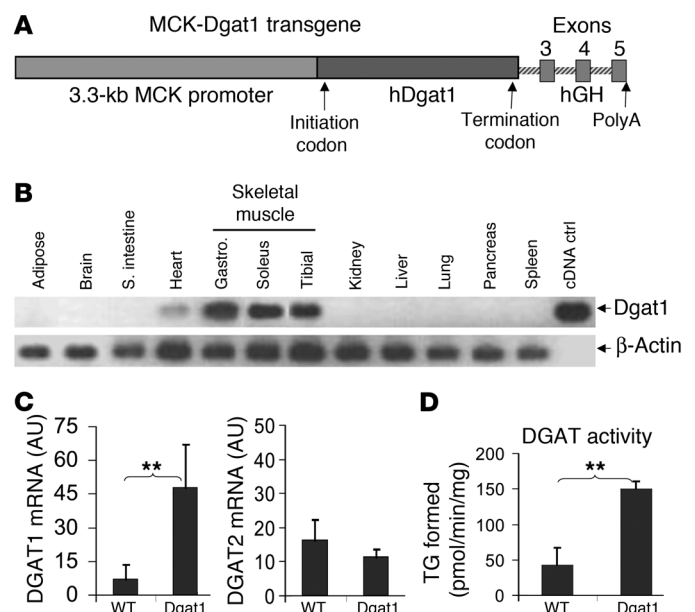 A
MCK-Dgat1 transgene
Exons
3 4 5
3.3-kb MCK promoter
hDgat1
hGH
Initiation
codon
Termination
codon
PolyA
B
Skeletal
muscle
Adipose
Brain
S. intestine
Heart
Gastro.
Soleus
Tibial
Kidney
Liver
Lung
Pancreas
Spleen
cDNA ctrl
Dgat1
β-Actin
C
DGAT1 mRNA (AU)
75
60
45
30
15
0
**
WT Dgat1
DGAT2 mRNA (AU)
50
40
30
20
10
0
WT Dgat1
D
DGAT activity
TG formed
(pmol/min/mg)
200
150
100
50
0
**
WT Dgat1